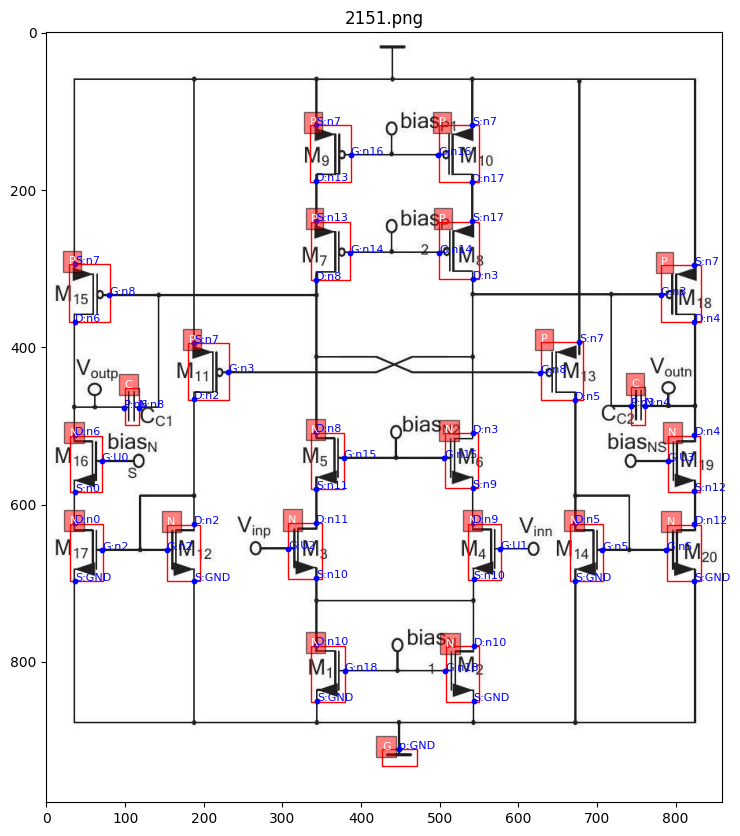 2151.png
0
P S:n7 bias P1 P S:n7
M9 G:n16 G:n16 M10
D:n13 D:n17
200
P S:n13 bias P P S:n17
M7 G:n14 2 G:n14 M8
P S:n7 D:n8 D:n3 P S:n7
M15 G:n8 G:n3 M18
D:n6 D:n4
P S:n7 P S:n7
M11 G:n3 G:n8 M13
Voutp C Voutn C
D:n2 D:n5
400
CC1 CC2
N D:n6 biasN N D:n8 bias N2 D:n3 biasNS N D:n4
M16 G:U0 S M5 G:n15 G:n15 M6 G:U3 M19
S:n0 S:n11 S:n9 S:n12
600
N D:n0 N D:n2 Vinp N D:n11 N D:n9 Vinn N D:n5 N D:n12
M17 G:n2 M12 G:U2 M3 M4 G:U1 M14 G:n5 G:n5 M20
S:GND S:GND S:n10 S:n10 S:GND S:GND
N D:n10 bias N D:n10
M1 G:n18 1 G:n18 M2
800
S:GND S:GND
G p:GND
0 100 200 300 400 500 600 700 800